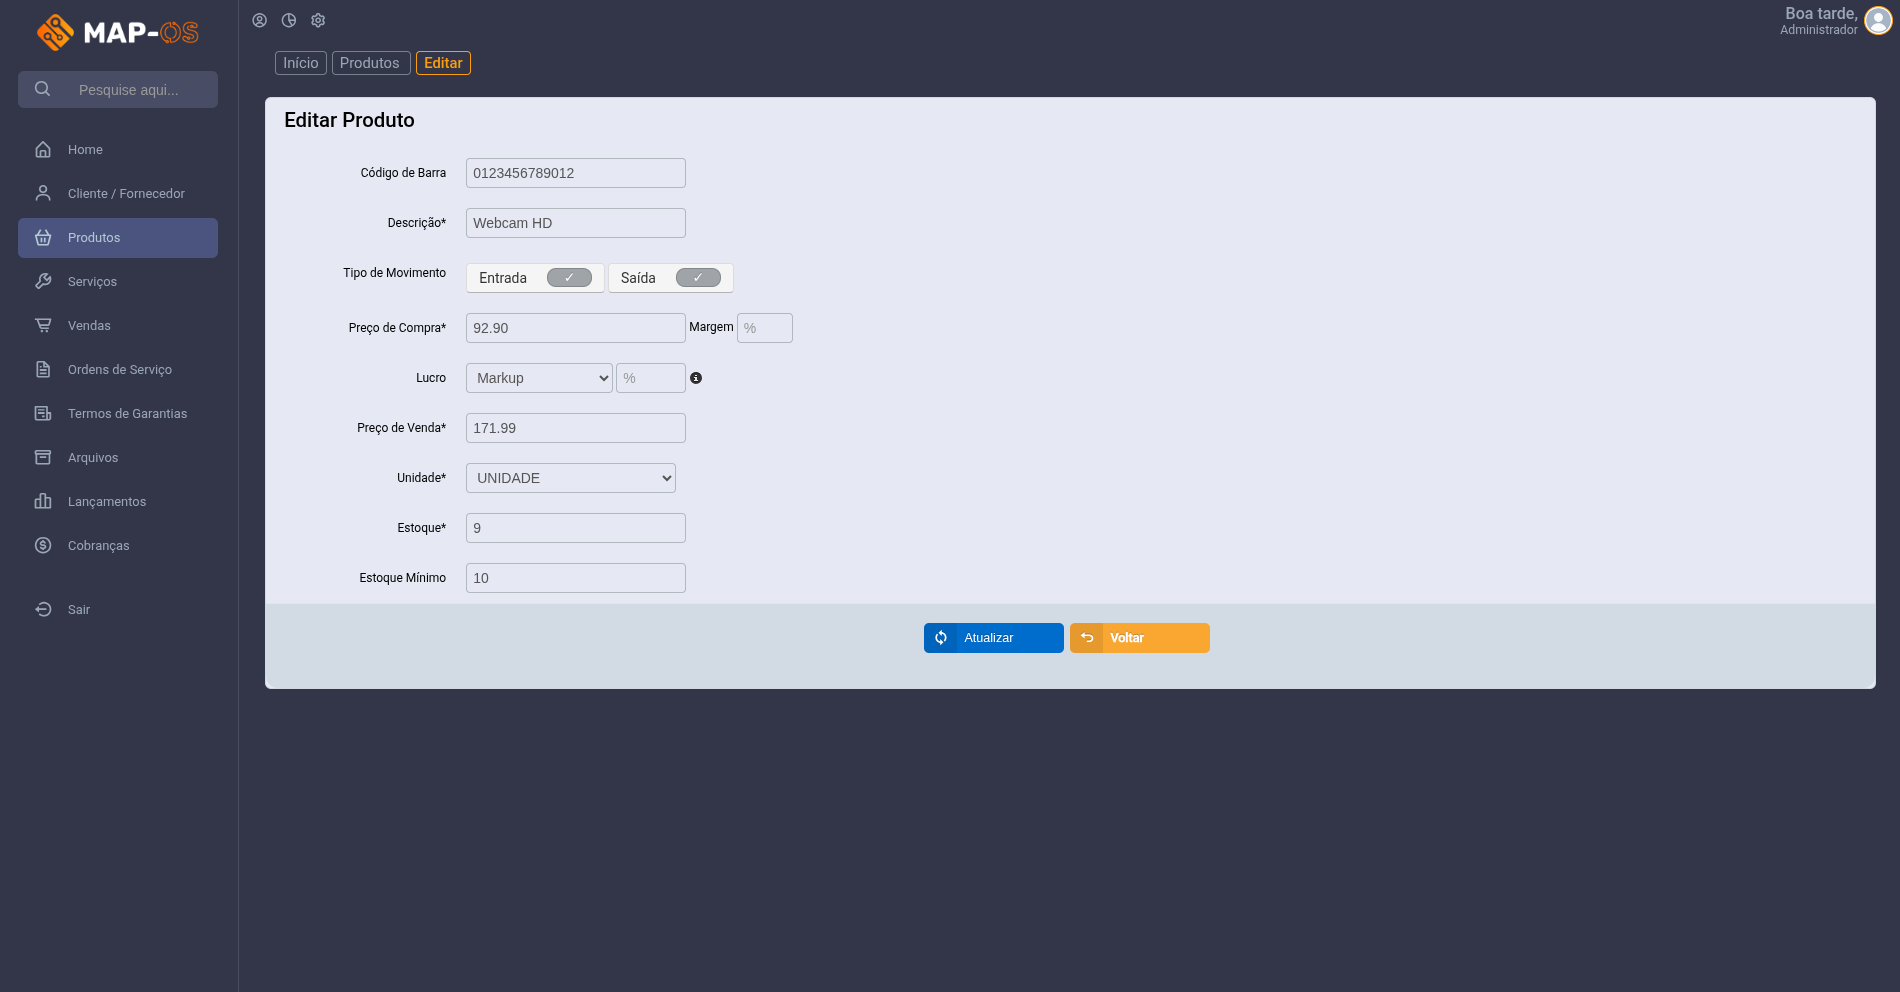 MAP-OS
Boa tarde,
Administrador
Pesquise aqui...
Home
Cliente / Fornecedor
Produtos
Serviços
Vendas
Ordens de Serviço
Termos de Garantias
Arquivos
Lançamentos
Cobranças
Sair
Início Produtos Editar
Editar Produto
Código de Barra 0123456789012
Descrição* Webcam HD
Tipo de Movimento Entrada ✓ Saída ✓
Preço de Compra* 92.90 Margem %
Lucro Markup %
Preço de Venda* 171.99
Unidade* UNIDADE
Estoque* 9
Estoque Mínimo 10
Atualizar Voltar